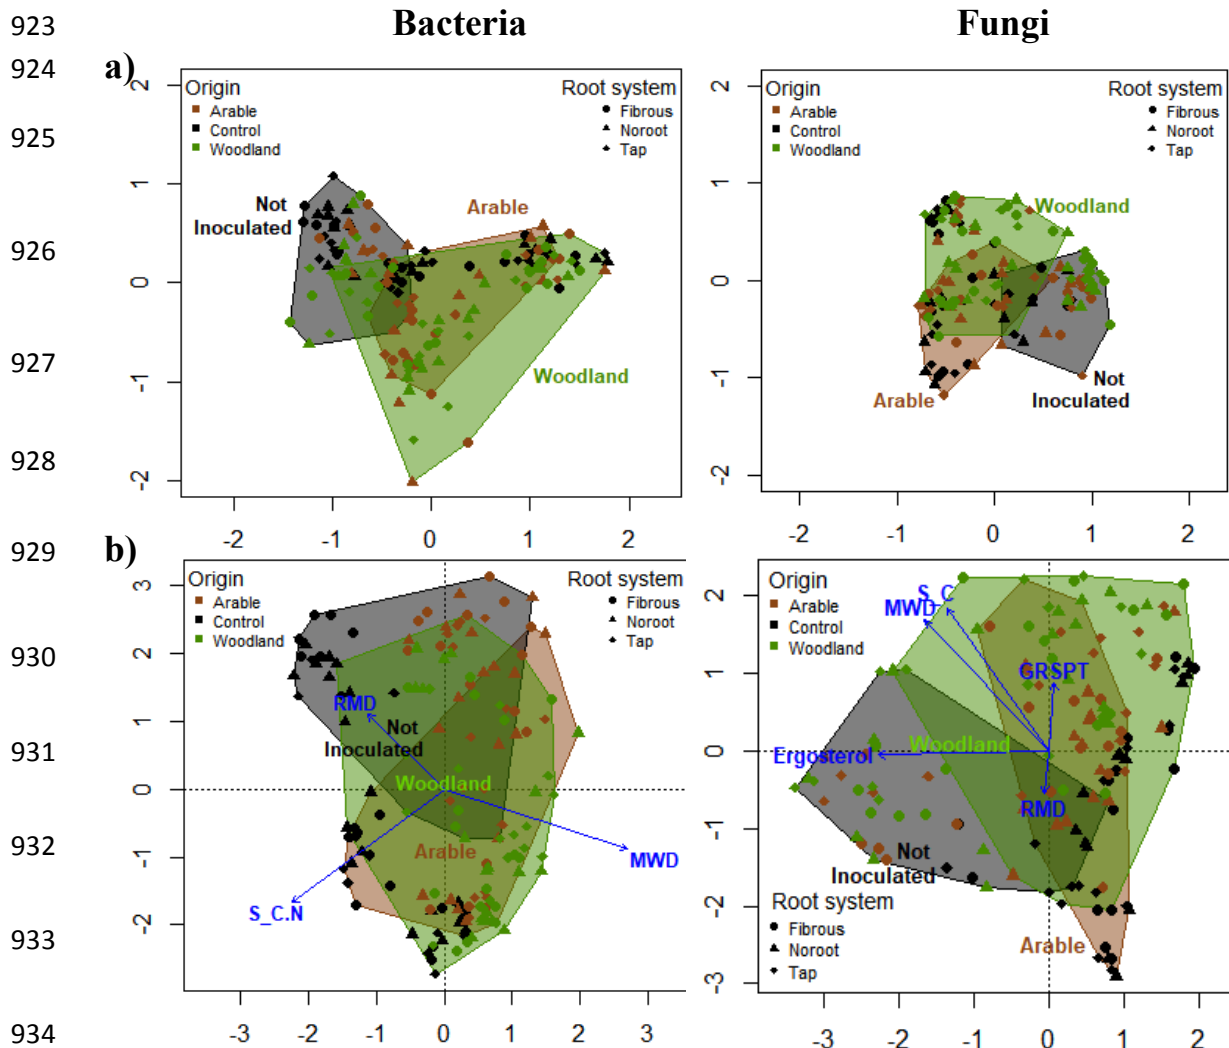 923
Bacteria
Fungi
924
a)
Origin
Arable
Control
Woodland
Root system
Fibrous
Noroot
Tap
Not
Inoculated
Arable
Woodland
2
1
0
-1
-2
-2
-1
0
1
2
Origin
Arable
Control
Woodland
Root system
Fibrous
Noroot
Tap
Woodland
Arable
Not
Inoculated
2
1
0
-1
-2
-2
-1
0
1
2
925
926
927
928
929
b)
Origin
Arable
Control
Woodland
Root system
Fibrous
Noroot
Tap
RMD
Not
Inoculated
Woodland
Arable
MWD
S_C.N
3
2
1
0
-1
-2
-3
-2
-1
0
1
2
3
Origin
Arable
Control
Woodland
S_C
MWD
GRSPT
Woodland
Ergosterol
RMD
Not
Inoculated
Root system
Fibrous
Noroot
Tap
Arable
2
1
0
-1
-2
-3
-3
-2
-1
0
1
2
930
931
932
933
934